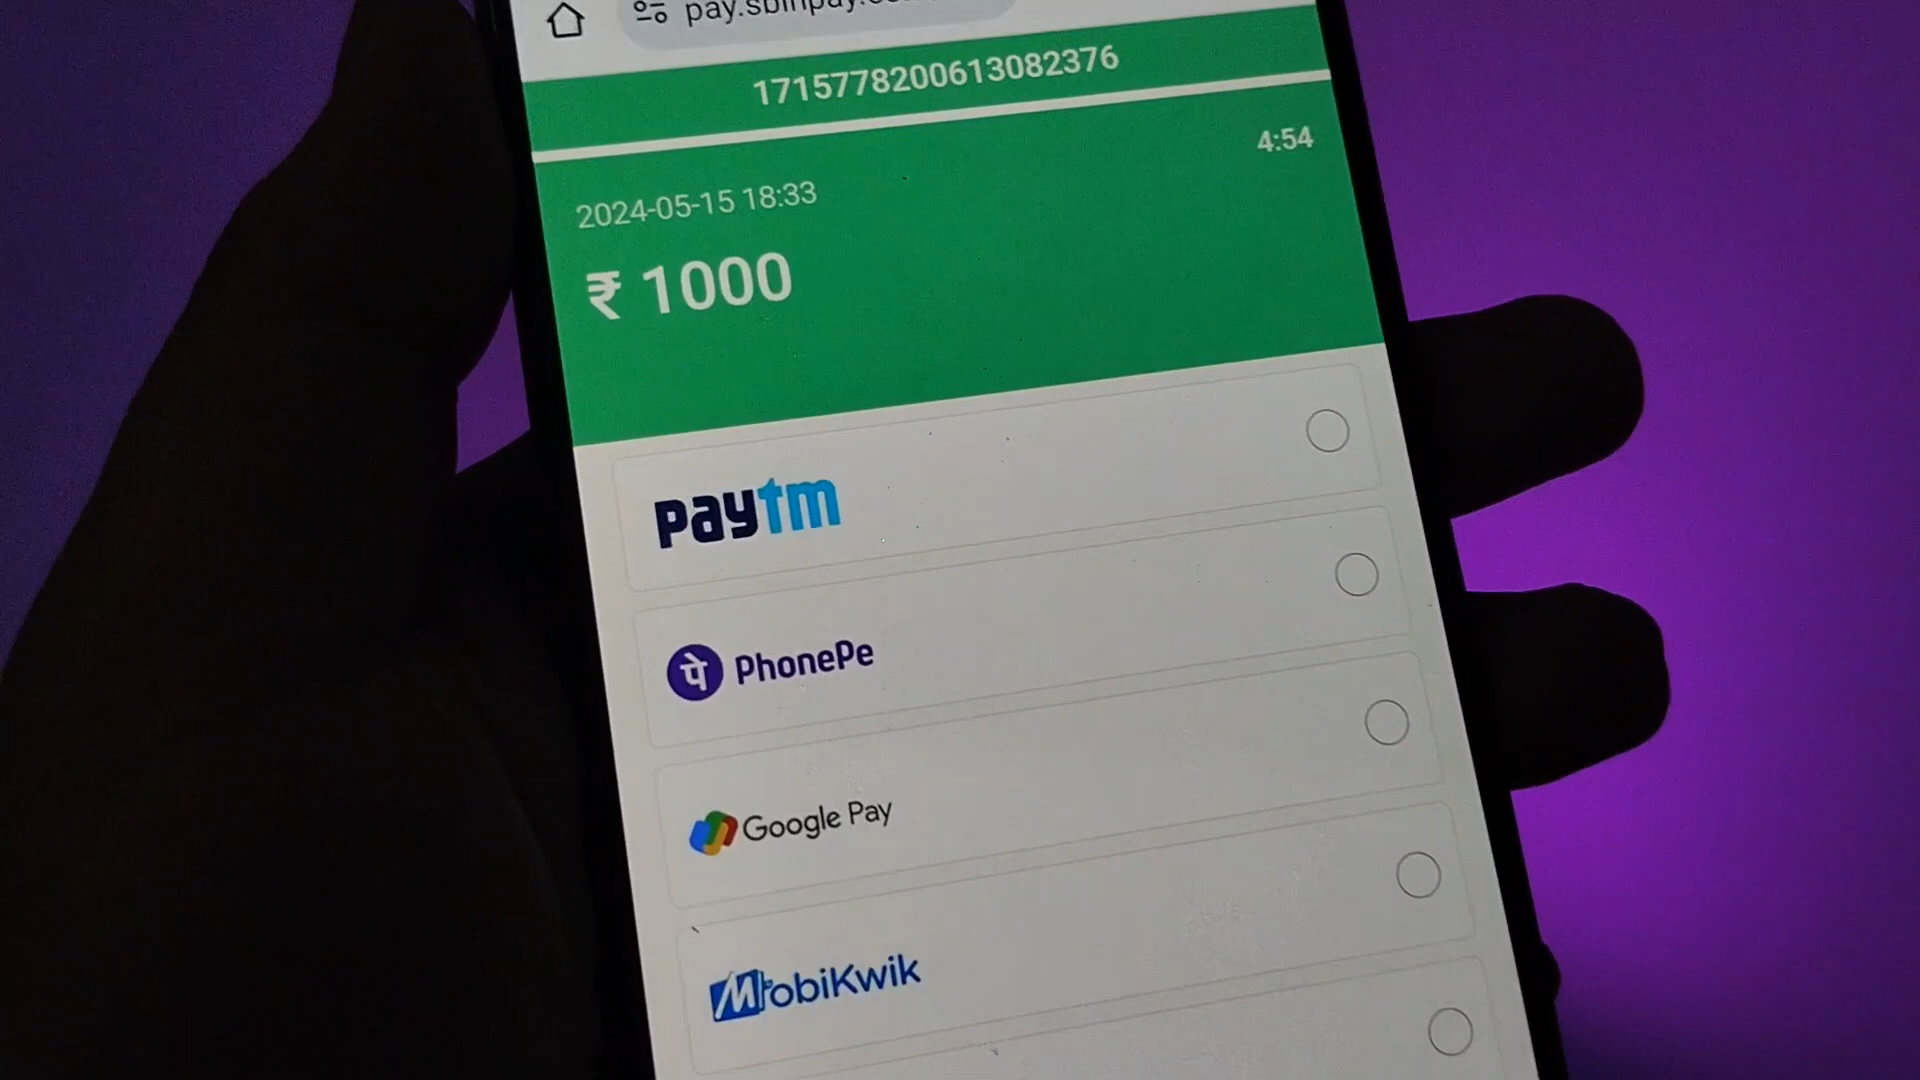 1715778200613082376
4:54
2024-05-15 18:33
₹ 1000
paytm
पे PhonePe
Google Pay
MobiKwik